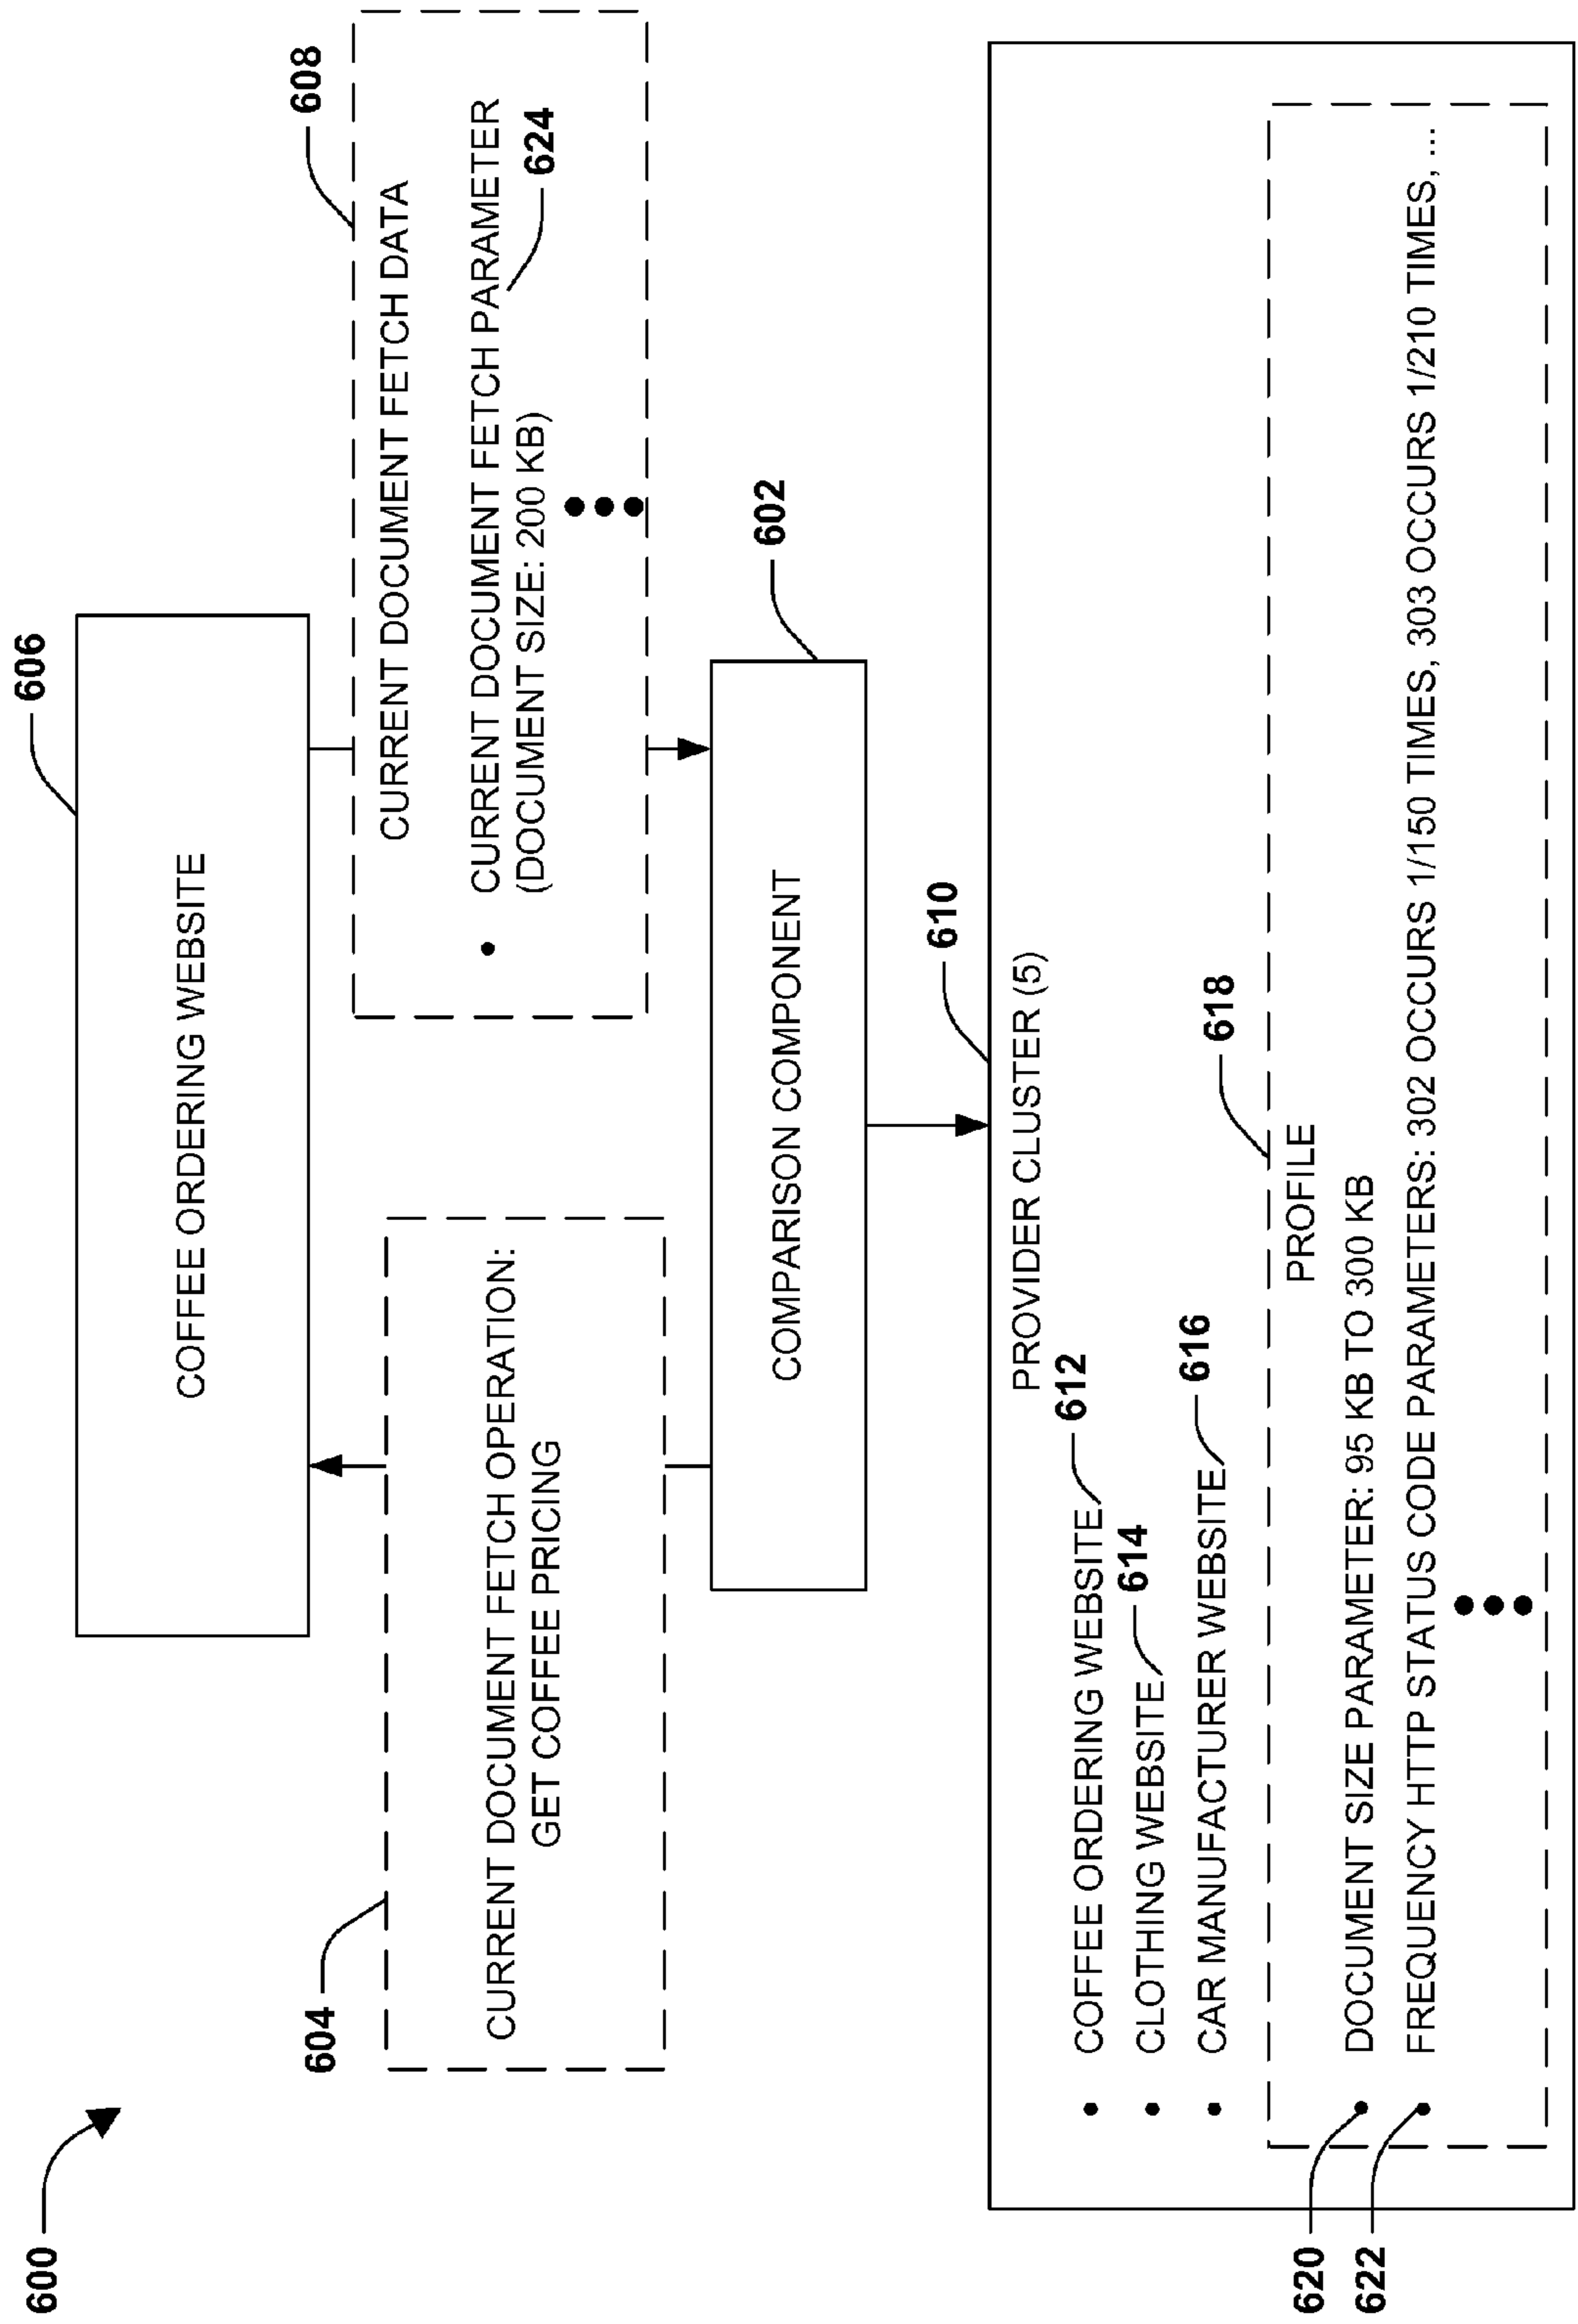 600
606
COFFEE ORDERING WEBSITE
604
CURRENT DOCUMENT FETCH OPERATION:
GET COFFEE PRICING
608
CURRENT DOCUMENT FETCH DATA
• CURRENT DOCUMENT FETCH PARAMETER
(DOCUMENT SIZE: 200 KB)
624
602
COMPARISON COMPONENT
610
PROVIDER CLUSTER (5)
• COFFEE ORDERING WEBSITE 612
• CLOTHING WEBSITE 614
• CAR MANUFACTURER WEBSITE 616
618
PROFILE
620
• DOCUMENT SIZE PARAMETER: 95 KB TO 300 KB
622
• FREQUENCY HTTP STATUS CODE PARAMETERS: 302 OCCURS 1/150 TIMES, 303 OCCURS 1/210 TIMES, ...